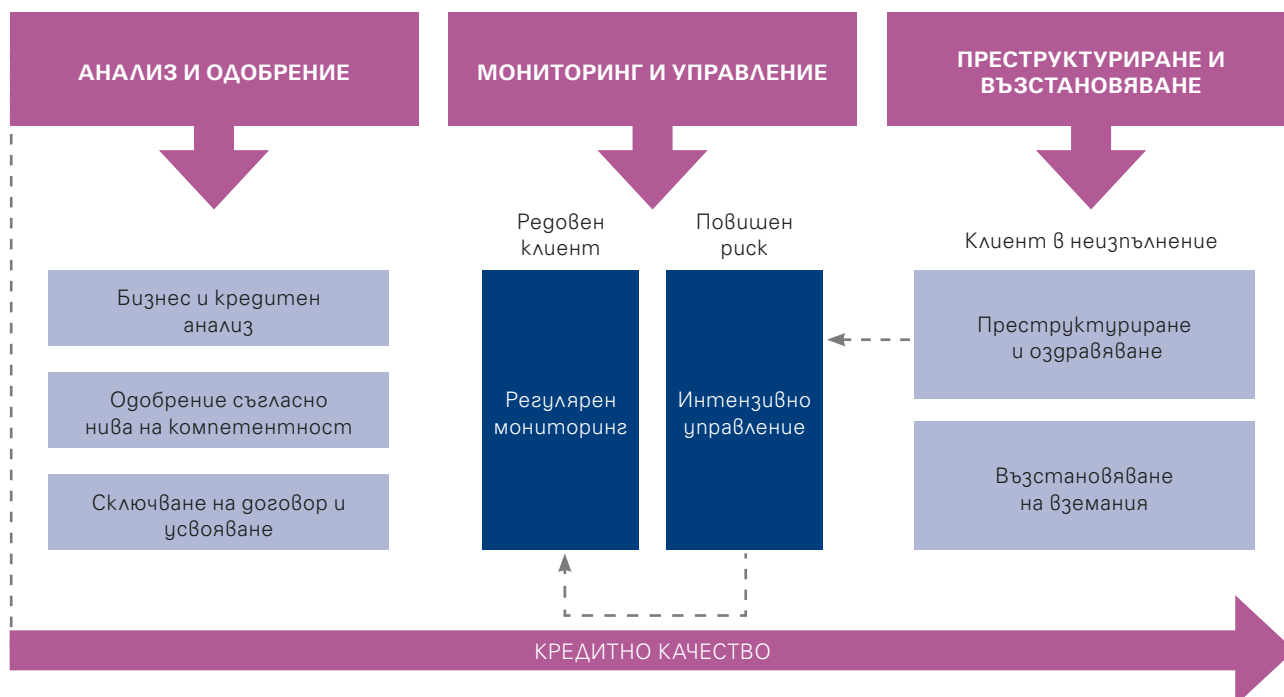 АНАЛИЗ И ОДОБРЕНИЕ
МОНИТОРИНГ И УПРАВЛЕНИЕ
ПРЕСТРУКТУРИРАНЕ И
ВЪЗСТАНОВЯВАНЕ
Бизнес и кредитен
анализ
Одобрение съгласно
нива на компетентност
Сключване на договор и
усвояване
Редовен
клиент
Регулярен
мониторинг
Повишен
риск
Интензивно
управление
Клиент в неизпълнение
Преструктуриране
и оздравяване
Възстановяване
на вземания
КРЕДИТНО КАЧЕСТВО